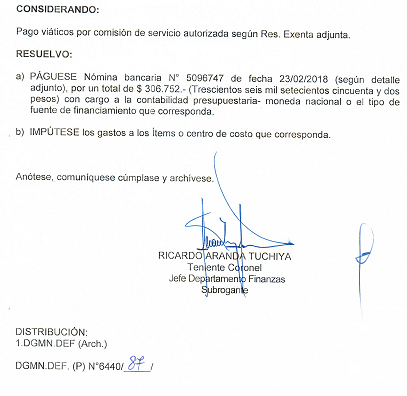 CONSIDERANDO:
Pago viáticos por comisión de servicio autorizada según Res. Exenta adjunta.
RESUELVO:
a) PÁGUESE Nómina bancaria N° 5096747 de fecha 23/02/2018 (según detalle
adjunto), por un total de $ 306.752,- (Trescientos seis mil setecientos cincuenta y dos
pesos) con cargo a la contabilidad presupuestaria- moneda nacional o el tipo de
fuente de financiamiento que corresponda.
b) IMPÚTESE los gastos a los Ítems o centro de costo que corresponda.
Anótese, comuníquese cúmplase y archívese.
RICARDO ARANDA TUCHIYA
Teniente Coronel
Jefe Departamento Finanzas
Subrogante
DISTRIBUCIÓN:
1.DGMN.DEF (Arch.)
DGMN.DEF. (P) N°6440/ 87 /